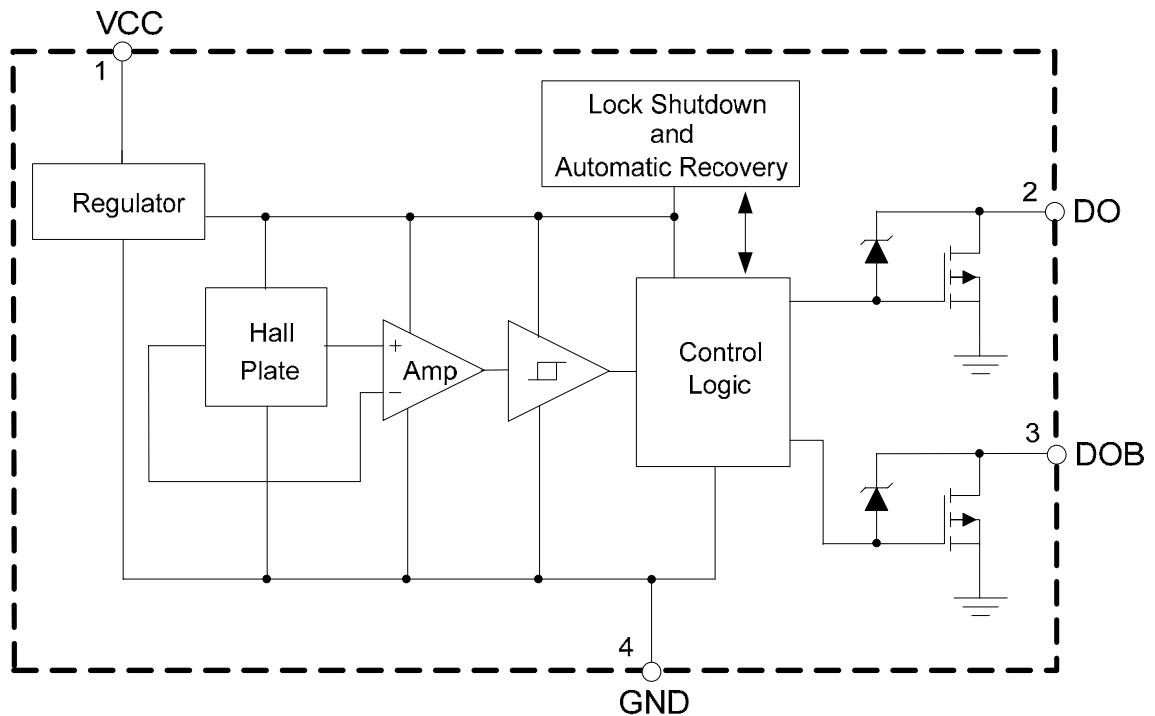 VCC
1
Lock Shutdown
and
Automatic Recovery
Regulator
2
DO
Hall
Plate
+
Amp
−
Control
Logic
3
DOB
4
GND